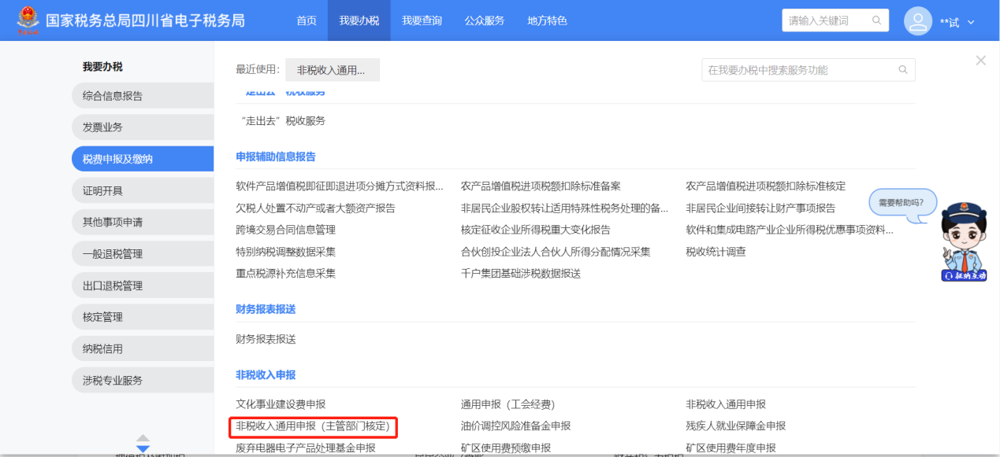 国家税务总局四川省电子税务局
首页 我要办税 我要查询 公众服务 地方特色
请输入关键词
**试
我要办税
综合信息报告
发票业务
税费申报及缴纳
证明开具
其他事项申请
一般退税管理
出口退税管理
核定管理
纳税信用
涉税专业服务
最近使用: 非税收入通用...
在我要办税中搜索服务功能
“走出去” 税收服务
“走出去” 税收服务
申报辅助信息报告
软件产品增值税即征即退进项分摊方式资料报... 农产品增值税进项税额扣除标准备案 农产品增值税进项税额扣除标准核定
欠税人处置不动产或者大额资产报告 非居民企业股权转让适用特殊性税务处理的备... 非居民企业间接转让财产事项报告
跨境交易合同信息管理 核定征收企业所得税重大变化报告 软件和集成电路产业企业所得税优惠事项资料...
特别纳税调整数据采集 合伙创投企业法人合伙人所得分配情况采集 税收统计调查
重点税源补充信息采集 千户集团基础涉税数据报送
需要帮助吗?
征纳互动
财务报表报送
财务报表报送
非税收入申报
文化事业建设费申报 通用申报（工会经费） 非税收入通用申报
非税收入通用申报（主管部门核定） 油价调控风险准备金申报 残疾人就业保障金申报
废弃电器电子产品处理基金申报 矿区使用费预缴申报 矿区使用费年度申报